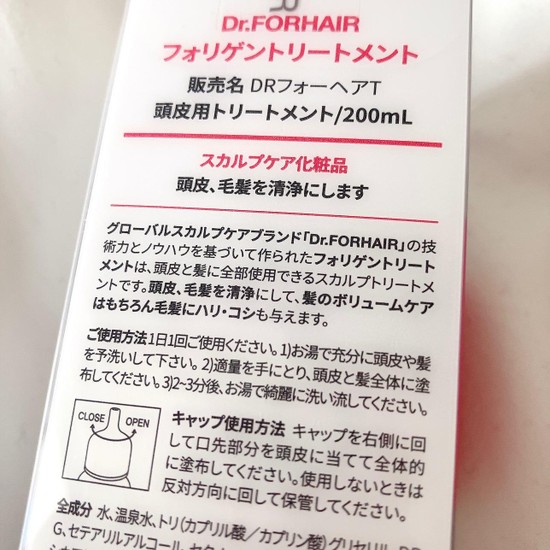 Dr.FORHAIR
フォリゲントリートメント
販売名 DRフォーヘアT
頭皮用トリートメント/200mL
スカルプケア化粧品
頭皮、毛髪を清浄にします
グローバルスカルプケアブランド「Dr.FORHAIR」の技
術力とノウハウを基づいて作られたフォリゲントリート
メントは、頭皮と髪に全部使用できるスカルプトリートメ
ントです。頭皮、毛髪を清浄にして、髪のボリュームケア
はもちろん毛髪にハリ・コシも与えます。
ご使用方法 1日1回ご使用ください。1)お湯で充分に頭皮や髪
を予洗いして下さい。2)適量を手にとり、頭皮と髪全体に塗
布してください。3)2~3分後、お湯で綺麗に洗い流してください。
CLOSE OPEN
キャップ使用方法 キャップを右側に回
して口先部分を頭皮に当てて全体的
に塗布してください。使用しないときは
反対方向に回して保管してください。
全成分 水、温泉水、トリ(カプリル酸/カプリン酸)グリセリル、
G、セテアリルアルコール、